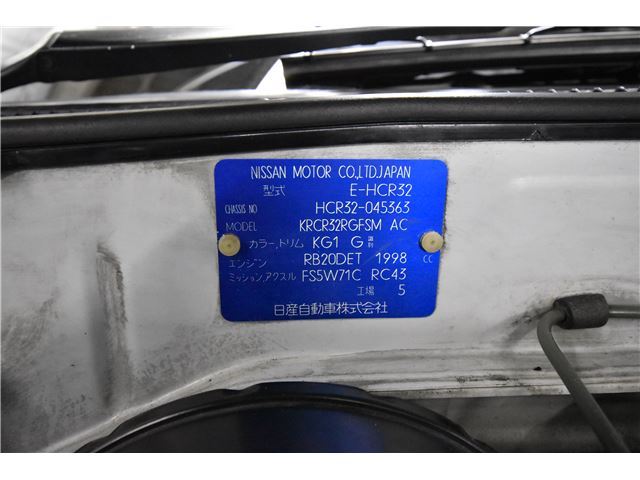 NISSAN MOTOR CO.,LTD.JAPAN
型式 E-HCR32
CHASSIS NO HCR32-045363
MODEL KRCR32RGFSM AC
カラー,トリム KG1 G 識別
エンジン RB20DET 1998 CC
ミッション,アクスル FS5W71C RC43
工場 5
日産自動車株式会社